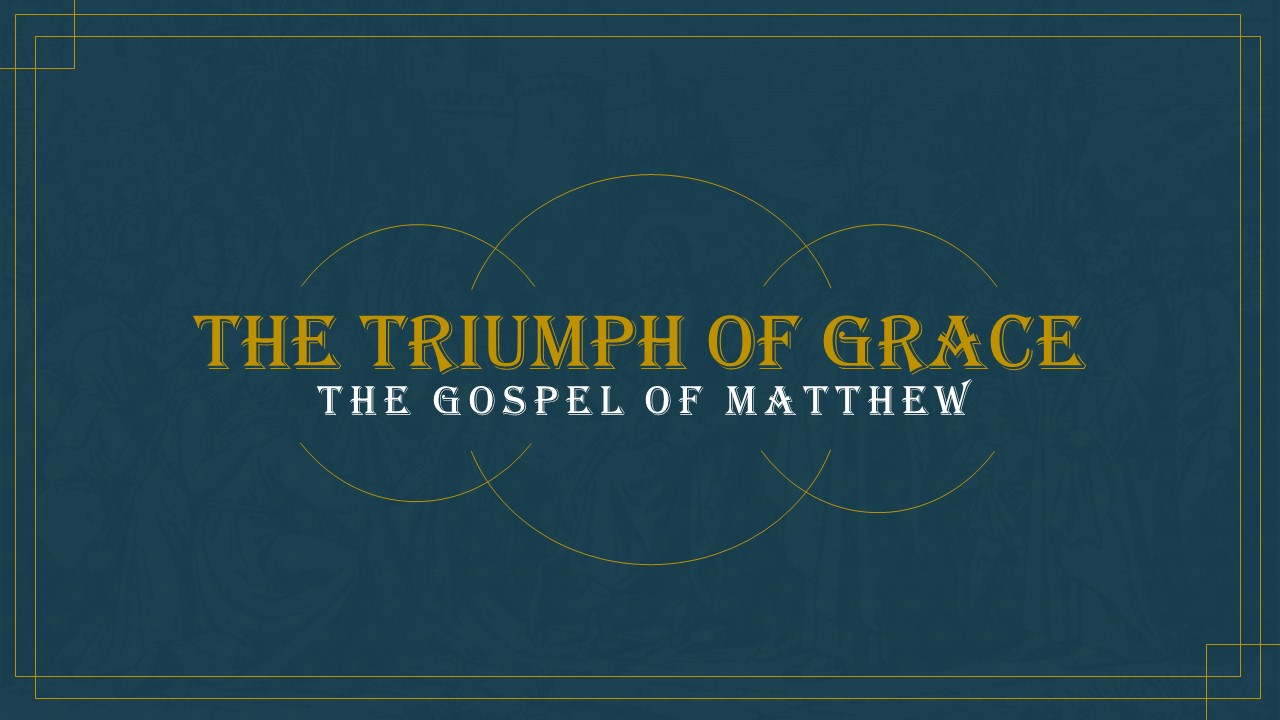 THE TRIUMPH OF GRACE
THE GOSPEL OF MATTHEW